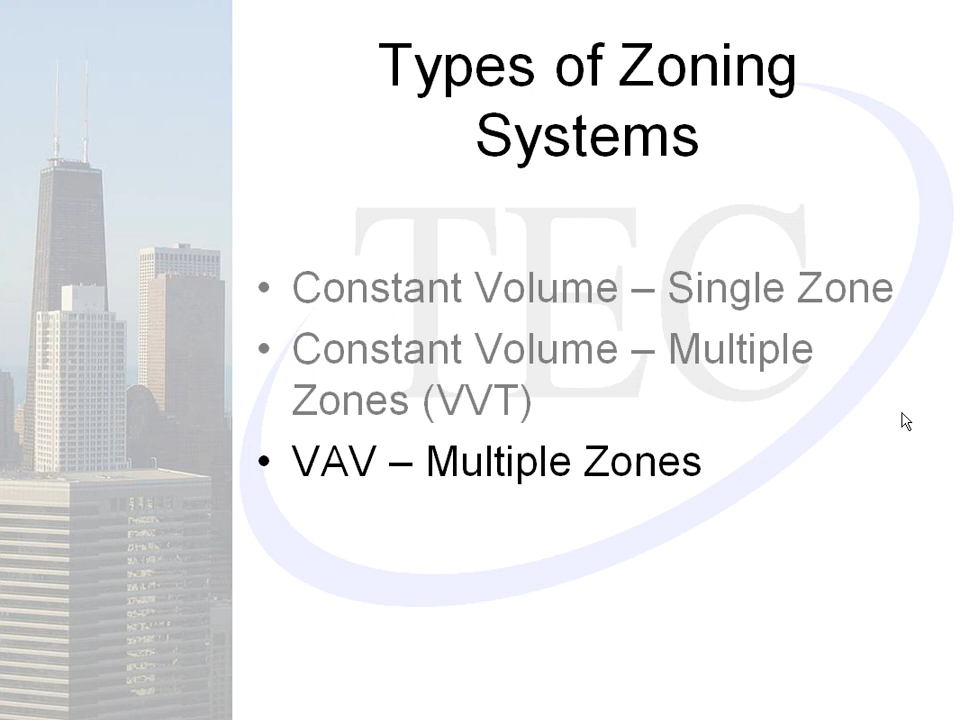 Types of Zoning
Systems
TEC
• Constant Volume – Single Zone
• Constant Volume – Multiple
Zones (VVT)
• VAV – Multiple Zones